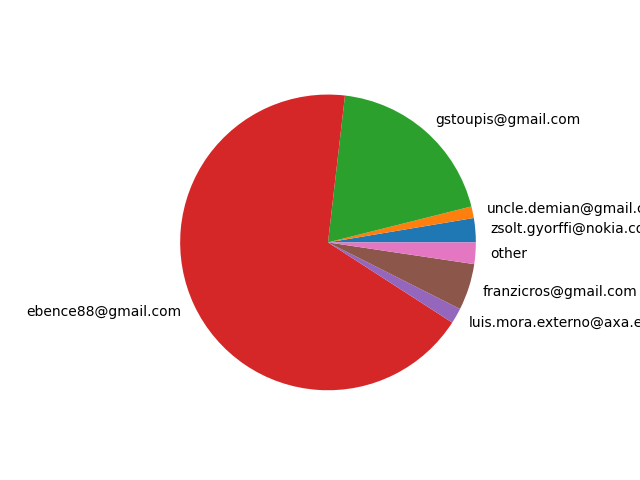 gstoupis@gmail.com
uncle.demian@gmail.c
zsolt.gyorffi@nokia.co
other
franzicros@gmail.com
ebence88@gmail.com
luis.mora.externo@axa.e